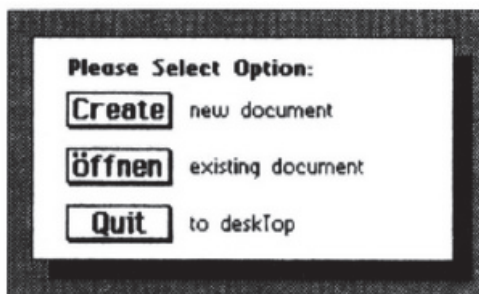 Please Select Option:
Create new document
Öffnen existing document
Quit to deskTop